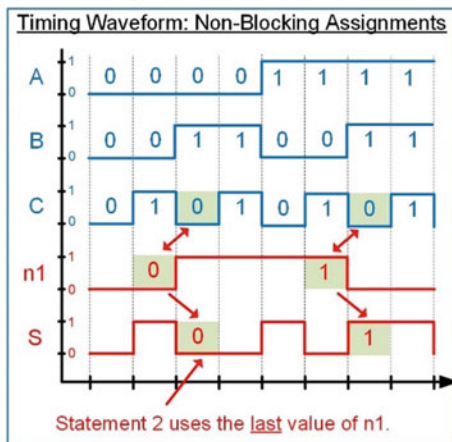 Timing Waveform: Non-Blocking Assignments
A 1 0 0 0 0 0 1 1 1 1
B 1 0 0 0 1 1 0 0 1 1
C 1 0 0 1 0 1 0 1 0 1
n1 1 0 0 1
S 1 0 0 1
Statement 2 uses the last value of n1.